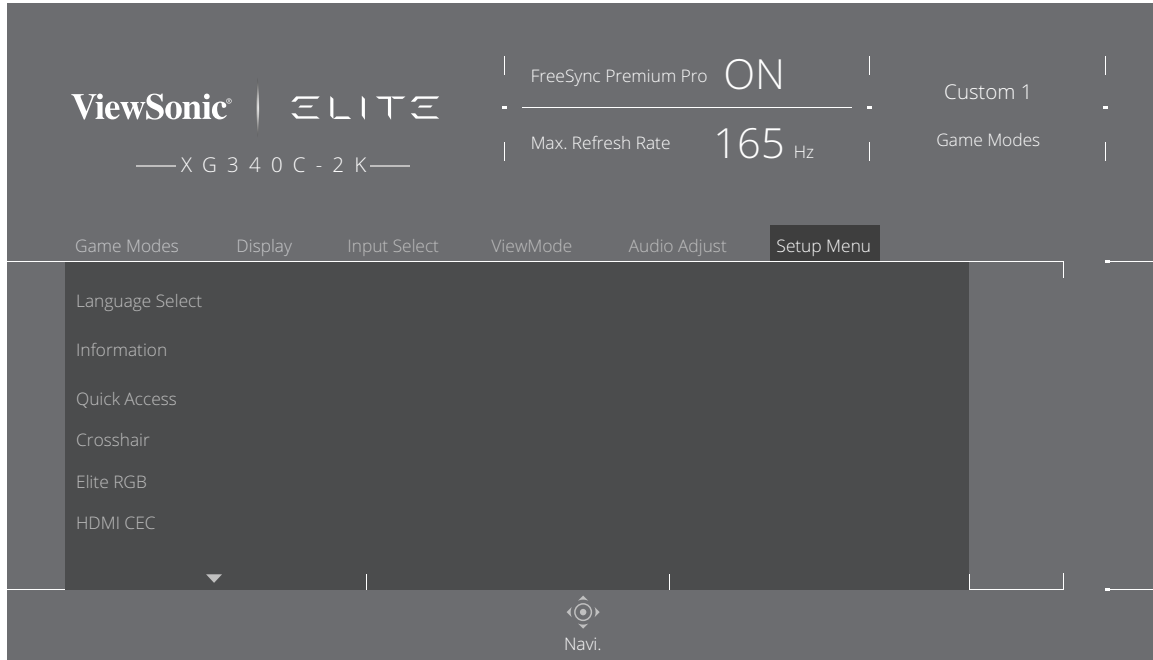 ViewSonic® ELITE
XG340C-2K
FreeSync Premium Pro ON
Max. Refresh Rate 165 Hz
Custom 1
Game Modes
Game Modes Display Input Select ViewMode Audio Adjust Setup Menu
Language Select
Information
Quick Access
Crosshair
Elite RGB
HDMI CEC
Navi.